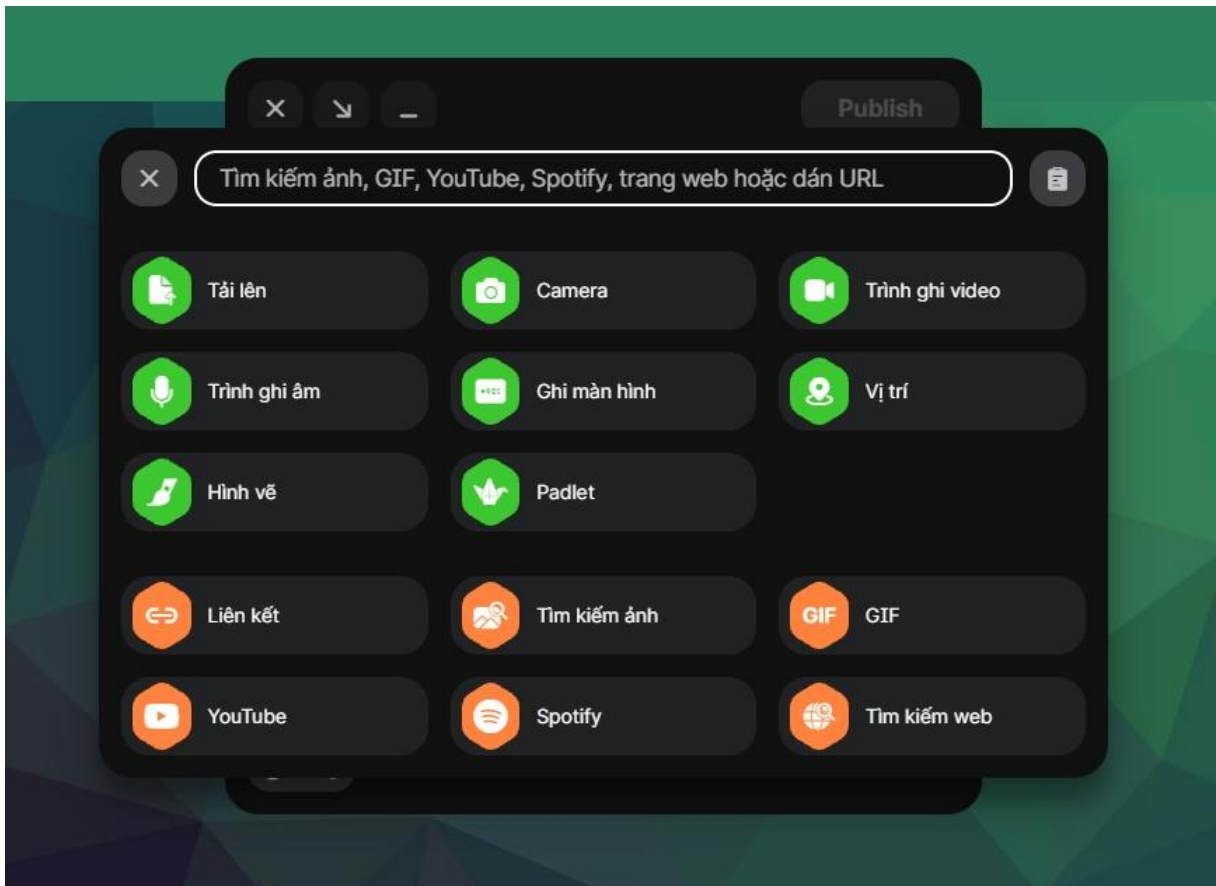 Publish
Tìm kiếm ảnh, GIF, YouTube, Spotify, trang web hoặc dán URL
Tải lên
Camera
Trình ghi video
Trình ghi âm
Ghi màn hình
Vị trí
Hình vẽ
Padlet
Liên kết
Tìm kiếm ảnh
GIF
GIF
YouTube
Spotify
Tìm kiếm web